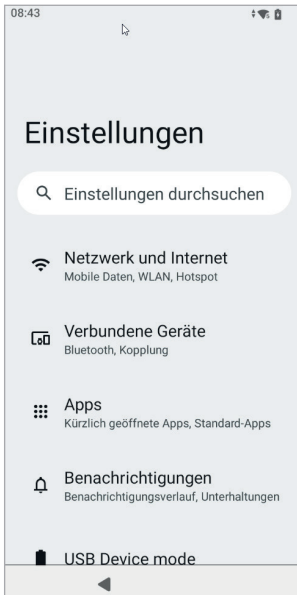 08:43
Einstellungen
Einstellungen durchsuchen
Netzwerk und Internet
Mobile Daten, WLAN, Hotspot
Verbundene Geräte
Bluetooth, Kopplung
Apps
Kürzlich geöffnete Apps, Standard-Apps
Benachrichtigungen
Benachrichtigungsverlauf, Unterhaltungen
USB Device mode